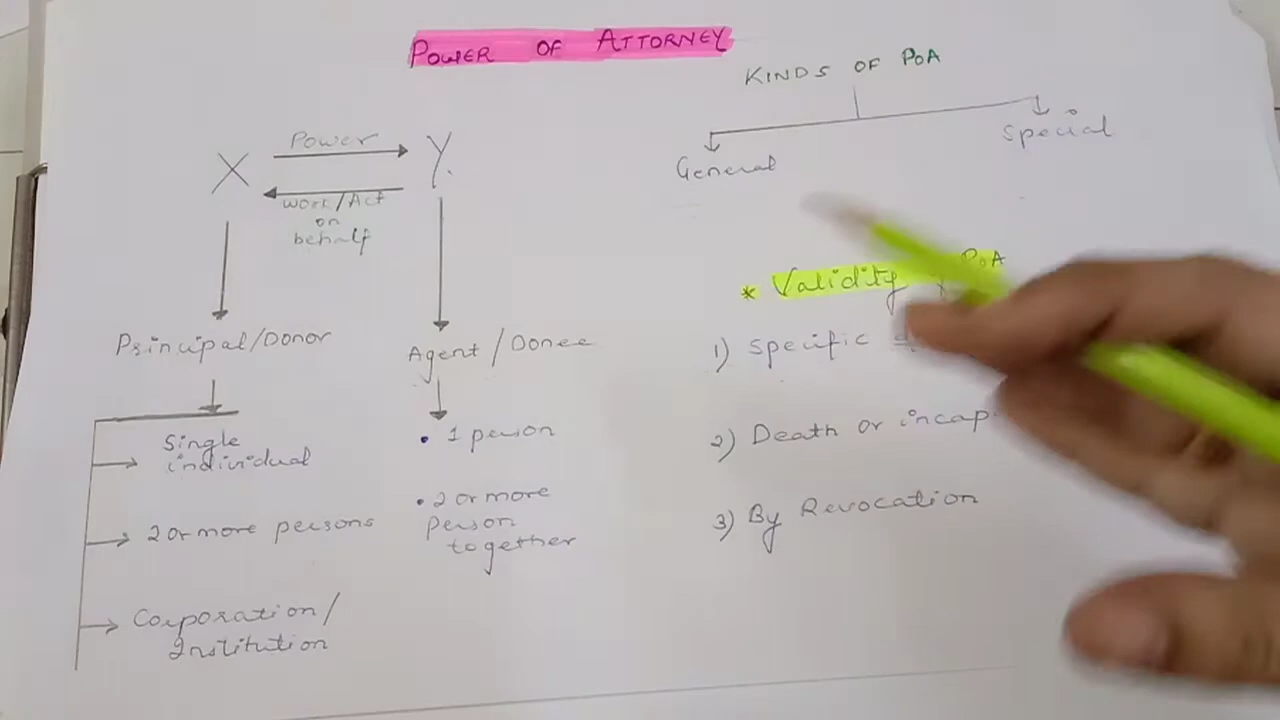 POWER OF ATTORNEY
X
Power
Y.
work/Act
on
behalf
Principal/Donor
Agent/Donee
Single
individual
2 or more persons
Corporation/
Institution
• 1 person
• 2 or more
person
together
KINDS OF POA
General
Special
* Validity POA
1) Specific
2) Death or
3) By Revocation